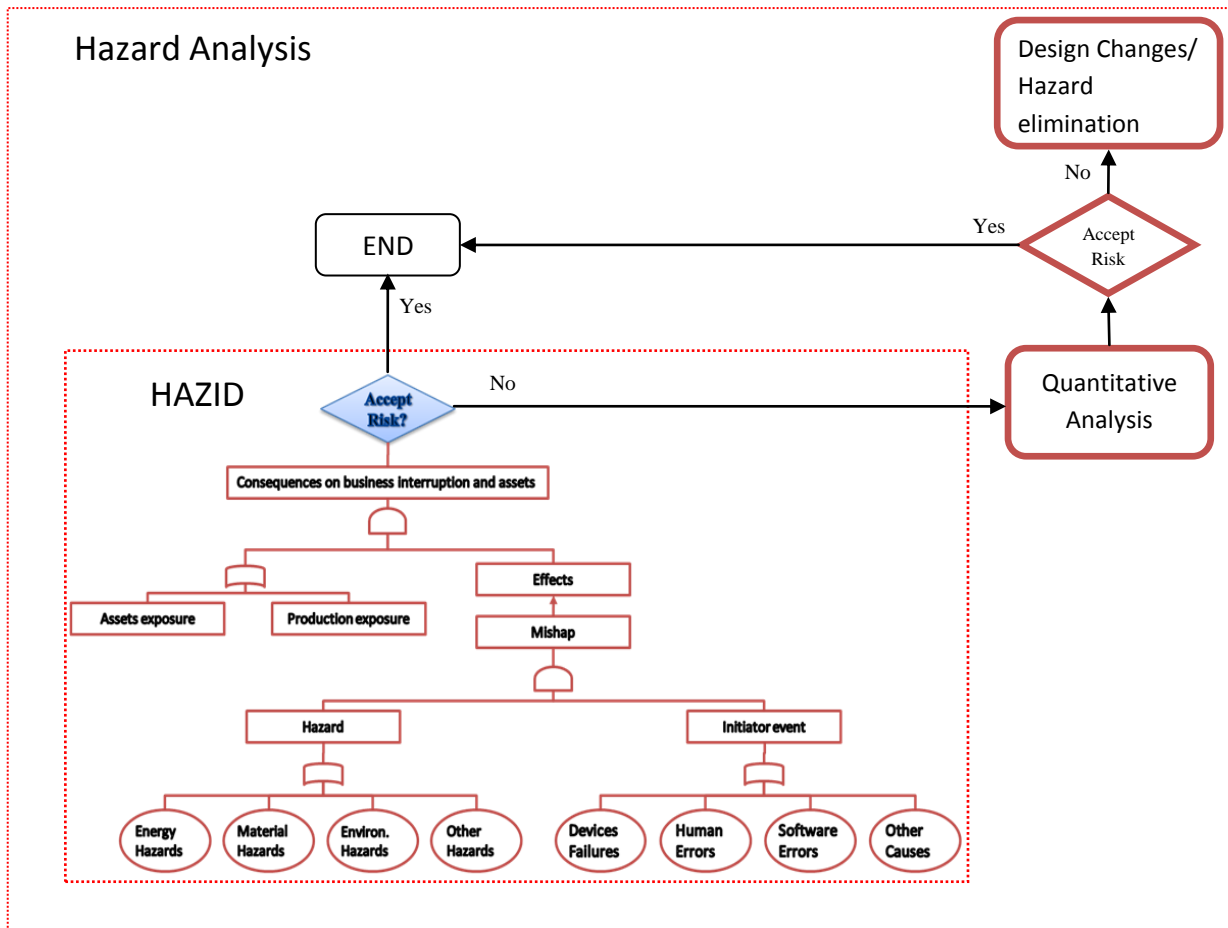 Hazard Analysis
Design Changes/
Hazard
elimination
No
Yes
Accept
Risk
END
Yes
HAZID
Accept
Risk?
No
Quantitative
Analysis
Consequences on business interruption and assets
Effects
Assets exposure
Production exposure
Mishap
Hazard
Initiator event
Energy
Hazards
Material
Hazards
Environ.
Hazards
Other
Hazards
Devices
Failures
Human
Errors
Software
Errors
Other
Causes